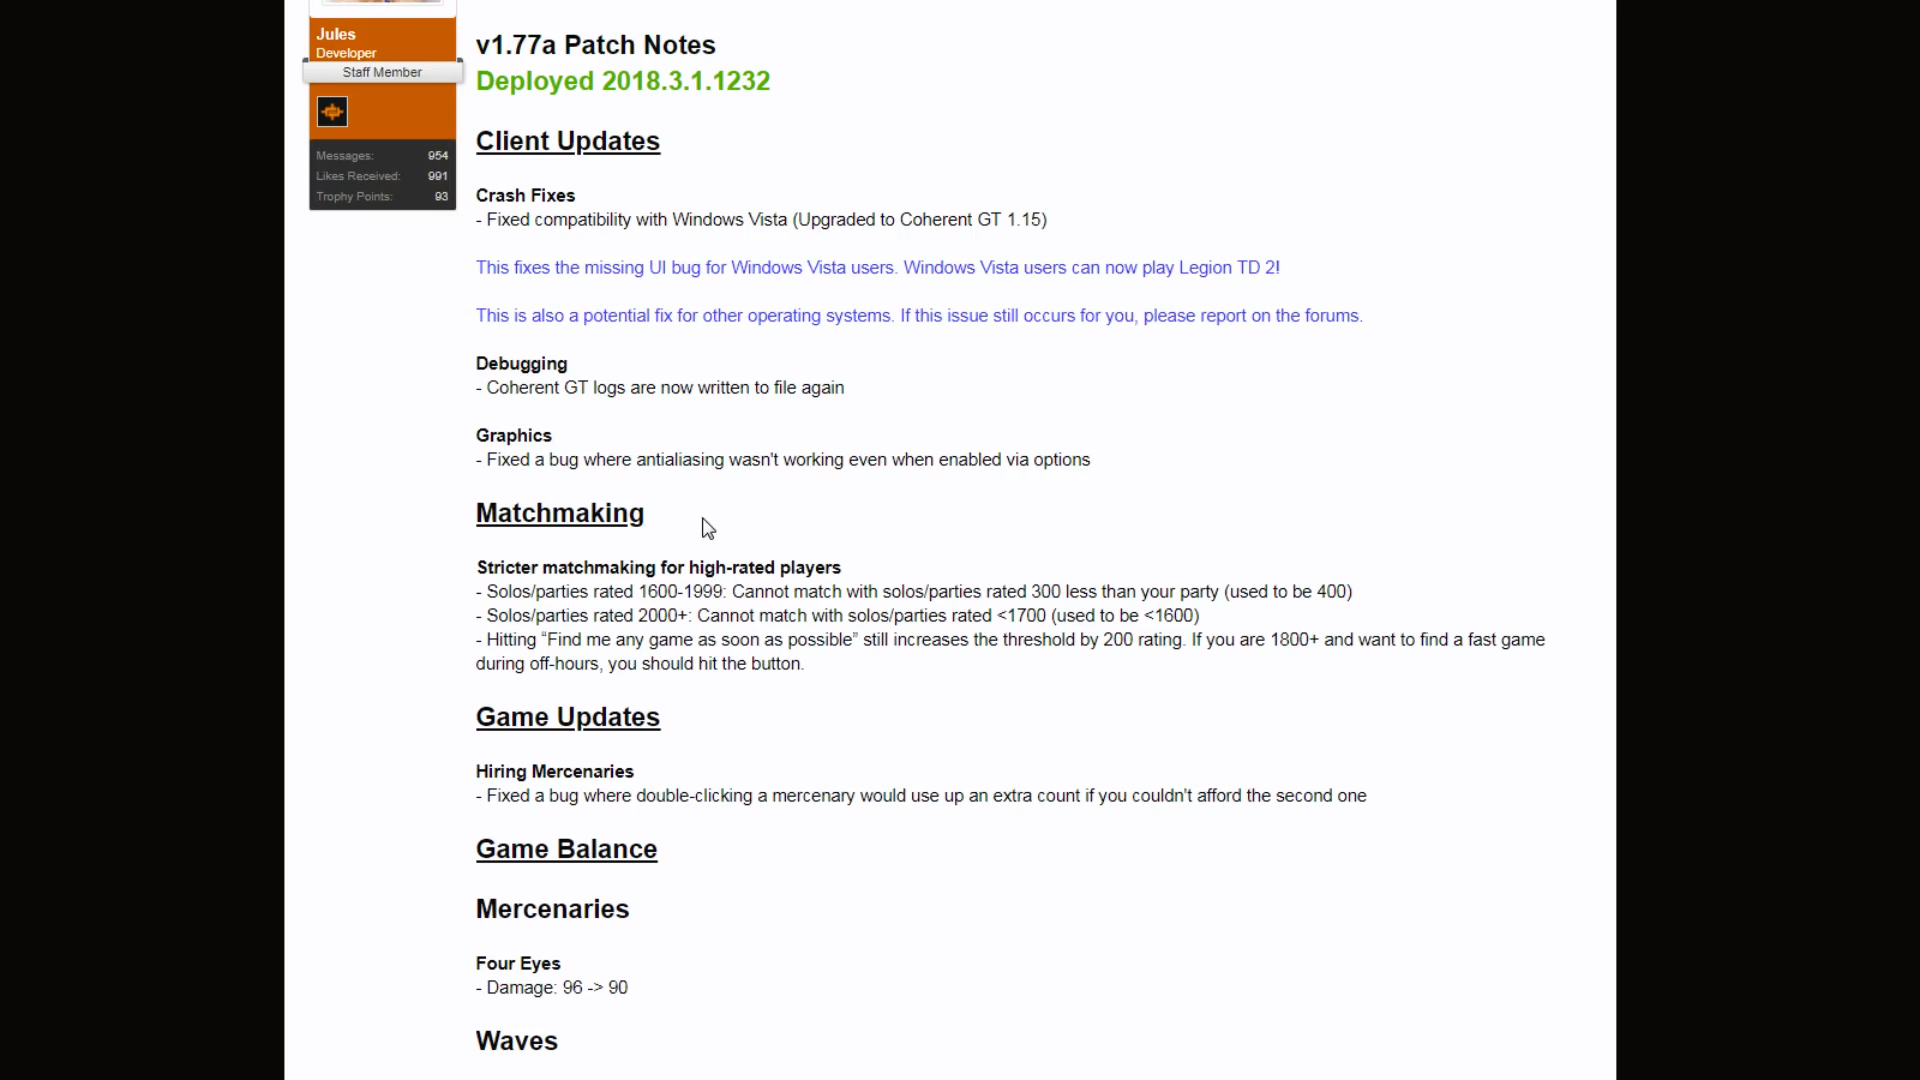 Jules
Developer
Staff Member
Messages: 954
Likes Received: 991
Trophy Points: 93
v1.77a Patch Notes
Deployed 2018.3.1.1232
Client Updates
Crash Fixes
- Fixed compatibility with Windows Vista (Upgraded to Coherent GT 1.15)
This fixes the missing UI bug for Windows Vista users. Windows Vista users can now play Legion TD 2!
This is also a potential fix for other operating systems. If this issue still occurs for you, please report on the forums.
Debugging
- Coherent GT logs are now written to file again
Graphics
- Fixed a bug where antialiasing wasn't working even when enabled via options
Matchmaking
Stricter matchmaking for high-rated players
- Solos/parties rated 1600-1999: Cannot match with solos/parties rated 300 less than your party (used to be 400)
- Solos/parties rated 2000+: Cannot match with solos/parties rated <1700 (used to be <1600)
- Hitting “Find me any game as soon as possible” still increases the threshold by 200 rating. If you are 1800+ and want to find a fast game
during off-hours, you should hit the button.
Game Updates
Hiring Mercenaries
- Fixed a bug where double-clicking a mercenary would use up an extra count if you couldn't afford the second one
Game Balance
Mercenaries
Four Eyes
- Damage: 96 -> 90
Waves